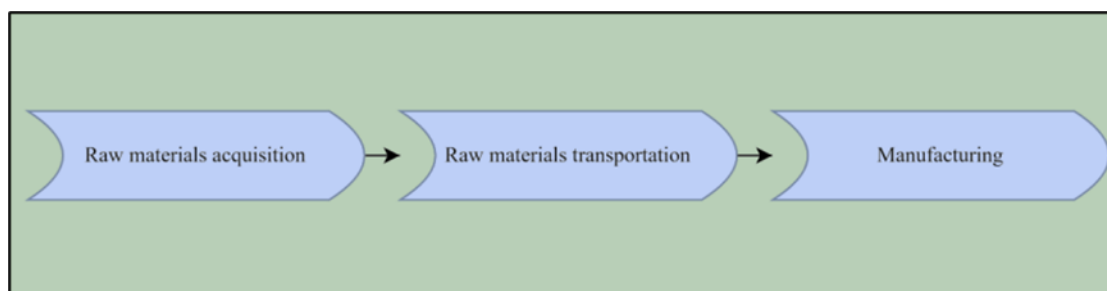 Raw materials acquisition
Raw materials transportation
Manufacturing